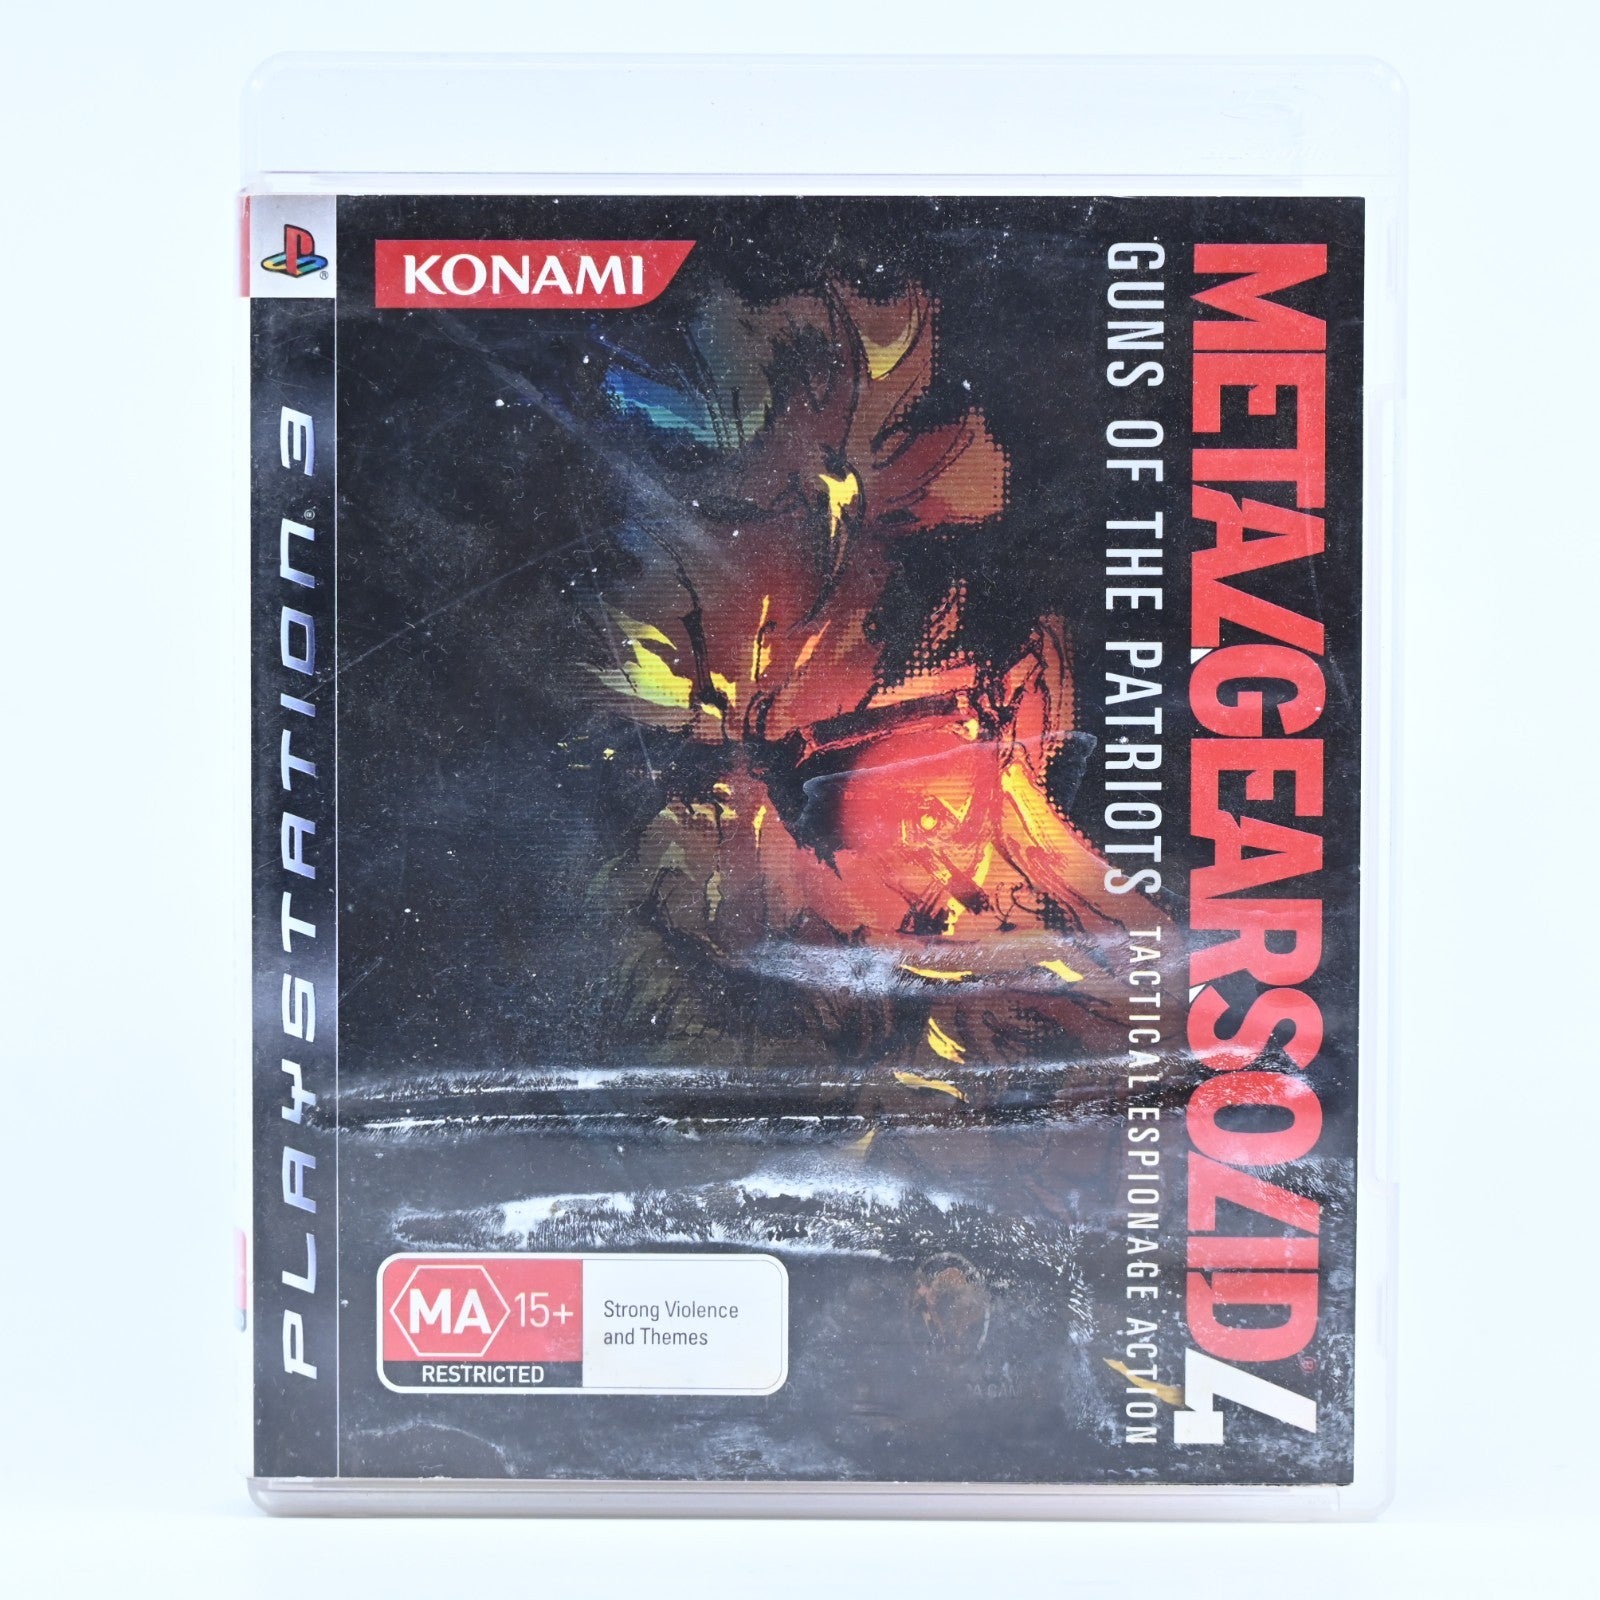 KONAMI
PLAYSTATION 3
METAL GEAR SOLID 4
GUNS OF THE PATRIOTS TACTICAL ESPIONAGE ACTION
MA 15+
RESTRICTED
Strong Violence
and Themes